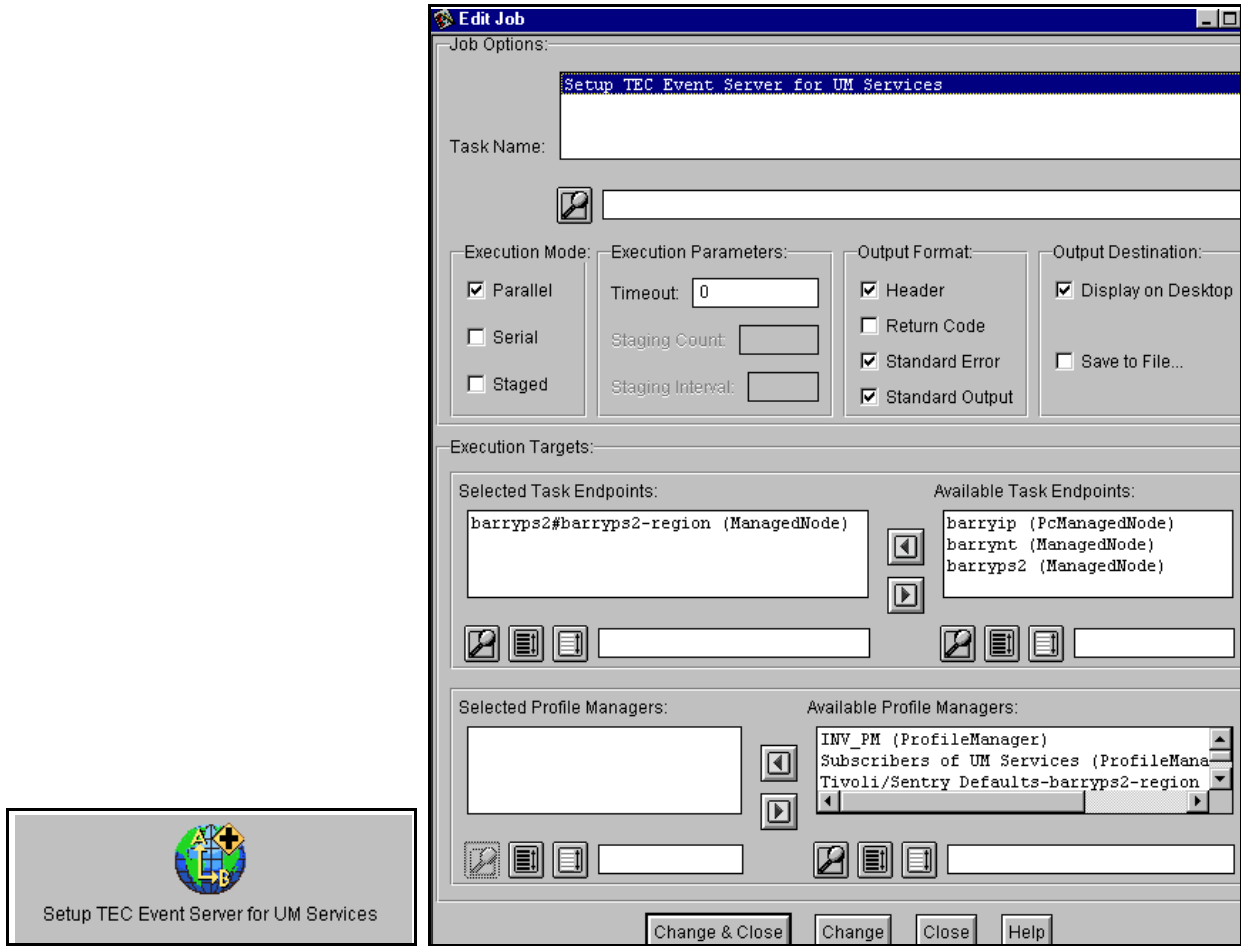 Edit Job
Job Options:
Setup TEC Event Server for UM Services
Task Name:
Execution Mode:
Parallel
Serial
Staged
Execution Parameters:
Timeout: 0
Staging Count:
Staging Interval:
Output Format:
Header
Return Code
Standard Error
Standard Output
Output Destination:
Display on Desktop
Save to File...
Execution Targets:
Selected Task Endpoints:
barryps2#barryps2-region (ManagedNode)
Available Task Endpoints:
barryip (PcManagedNode)
barrynt (ManagedNode)
barryps2 (ManagedNode)
Selected Profile Managers:
Available Profile Managers:
INV_PM (ProfileManager)
Subscribers of UM Services (ProfileMana
Tivoli/Sentry Defaults-barryps2-region
A
B
Setup TEC Event Server for UM Services
Change & Close
Change
Close
Help